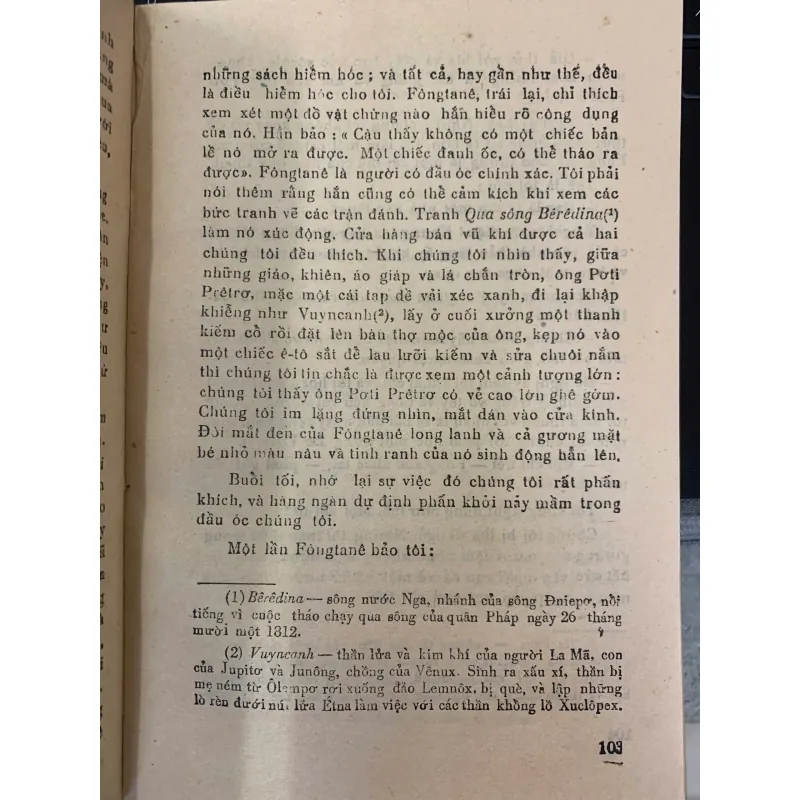 những sách hiểm hóc ; và tất cả, hay gần như thế, đều
là điều hiểm hóc cho tôi. Fôngtanê, trái lại, chỉ thích
xem xét một đồ vật chừng nào hắn hiểu rõ công dụng
của nó. Hắn bảo : « Cậu thấy không có một chiếc bản
lề nó mở ra được. Một chiếc đanh ốc, có thể tháo ra
được». Fôngtanê là người có đầu óc chính xác. Tôi phải
nói thêm rằng hắn cũng có thể cảm kích khi xem các
bức tranh vẽ các trận đánh. Tranh Qua sông Bêrêdina(¹)
làm nó xúc động. Cửa hàng bán vũ khí được cả hai
chúng tôi đều thích. Khi chúng tôi nhìn thấy, giữa
những giáo, khiên, áo giáp và lá chắn tròn, ông Pơti
Prêtrơ, mặc một cái tạp dề vải xéc xanh, đi lại khập
khiễng như Vuyncanh(²), lấy ở cuối xưởng một thanh
kiếm cổ rồi đặt lên bàn thợ mộc của ông, kẹp nó vào
một chiếc ê-tô sắt để lau lưỡi kiếm và sửa chuôi nắm
thì chúng tôi tin chắc là được xem một cảnh tượng lớn :
chúng tôi thấy ông Pơti Prêtrơ có vẻ cao lớn ghê gớm.
Chúng tôi im lặng đứng nhìn, mắt dán vào cửa kính.
Đôi mắt đen của Fôngtanê long lanh và cả gương mặt
bé nhỏ màu nâu và tinh ranh của nó sinh động hẳn lên.
Buổi tối, nhớ lại sự việc đó chúng tôi rất phấn
khích, và hàng ngàn dự định phấn khởi nảy mầm trong
đầu óc chúng tôi.
Một lần Fôngtanê bảo tôi:
(1) Bêrêdina — sông nước Nga, nhánh của sông Đniepơ, nổi
tiếng vì cuộc tháo chạy qua sông của quân Pháp ngày 26 tháng
mười một 1812.
(2) Vuyncanh — thần lửa và kim khí của người La Mã, con
của Jupitơ và Junông, chồng của Vênux. Sinh ra xấu xí, thần bị
mẹ ném từ Ôlempơ rơi xuống đảo Lemnôx, bị què, và lập những
lò rèn dưới núi lửa Étna làm việc với các thần khổng lồ Xuclôpex.
103